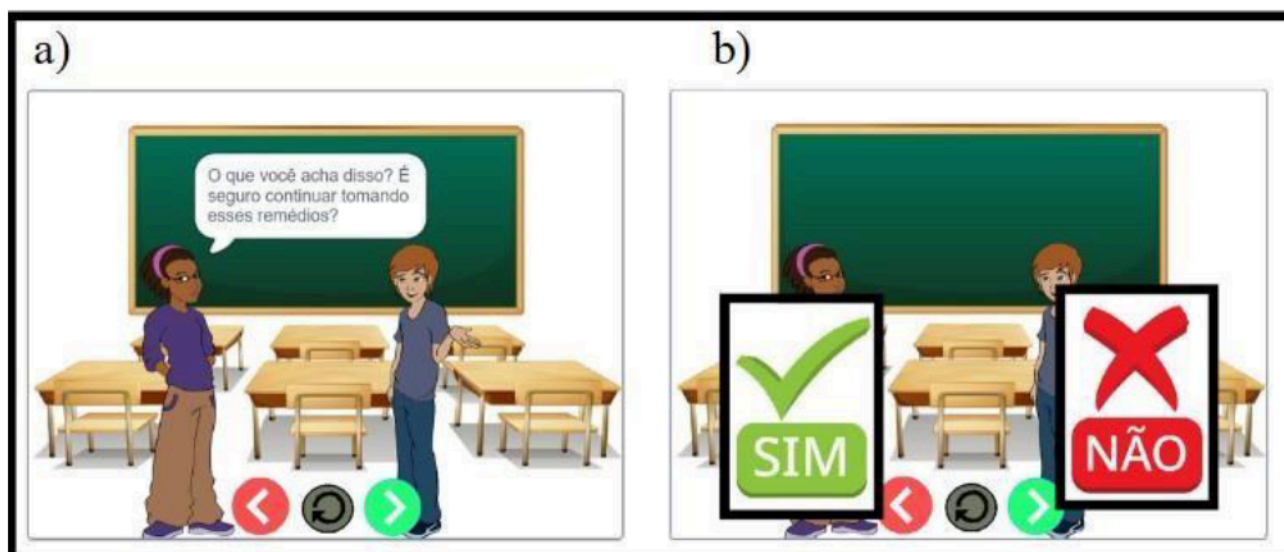 a)
b)
O que você acha disso? É
seguro continuar tomando
esses remédios?
SIM
NÃO